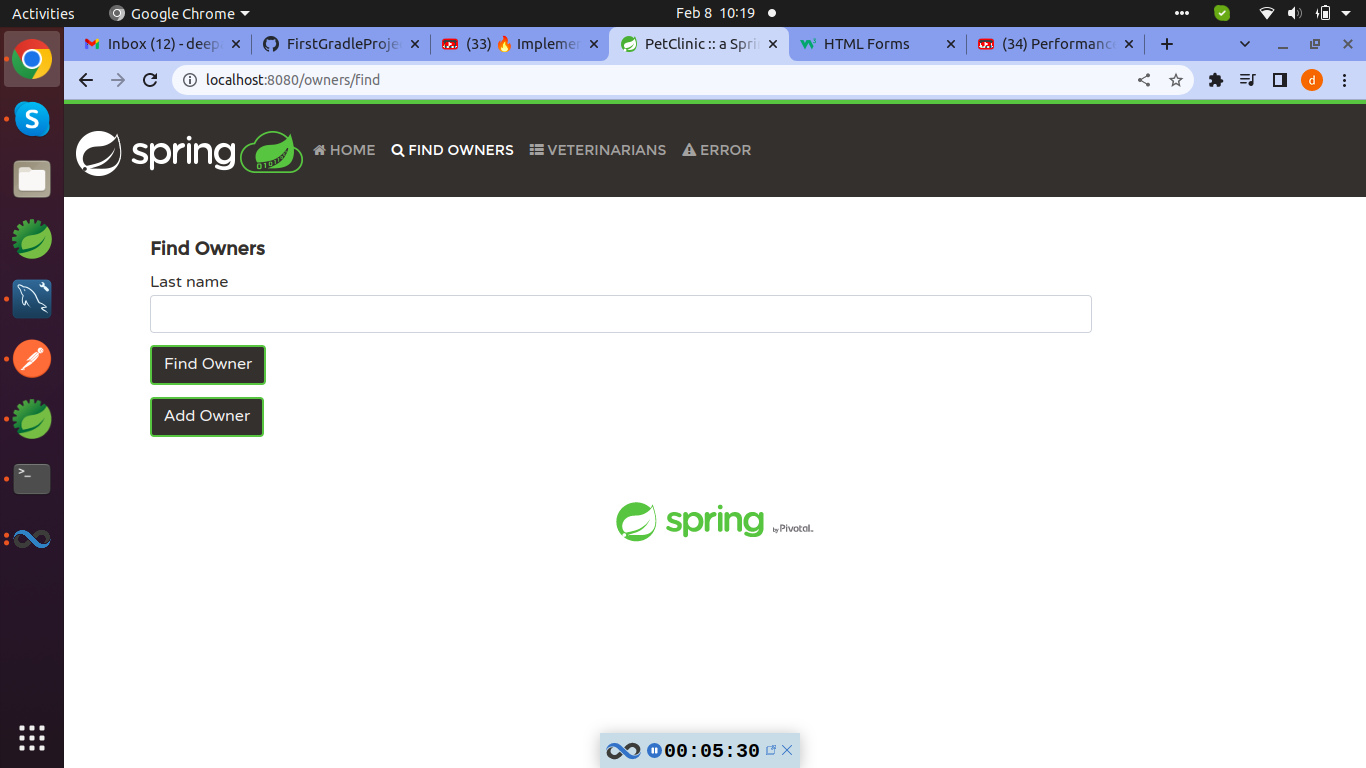 Activities
Google Chrome
Feb 8 10:19
Inbox (12) - deep
FirstGradleProje
(33) 🔥 Implemen
PetClinic :: a Spri
HTML Forms
(34) Performanc
localhost:8080/owners/find
d
spring
HOME
FIND OWNERS
VETERINARIANS
ERROR
Find Owners
Last name
Find Owner
Add Owner
spring by Pivotal
00:05:30